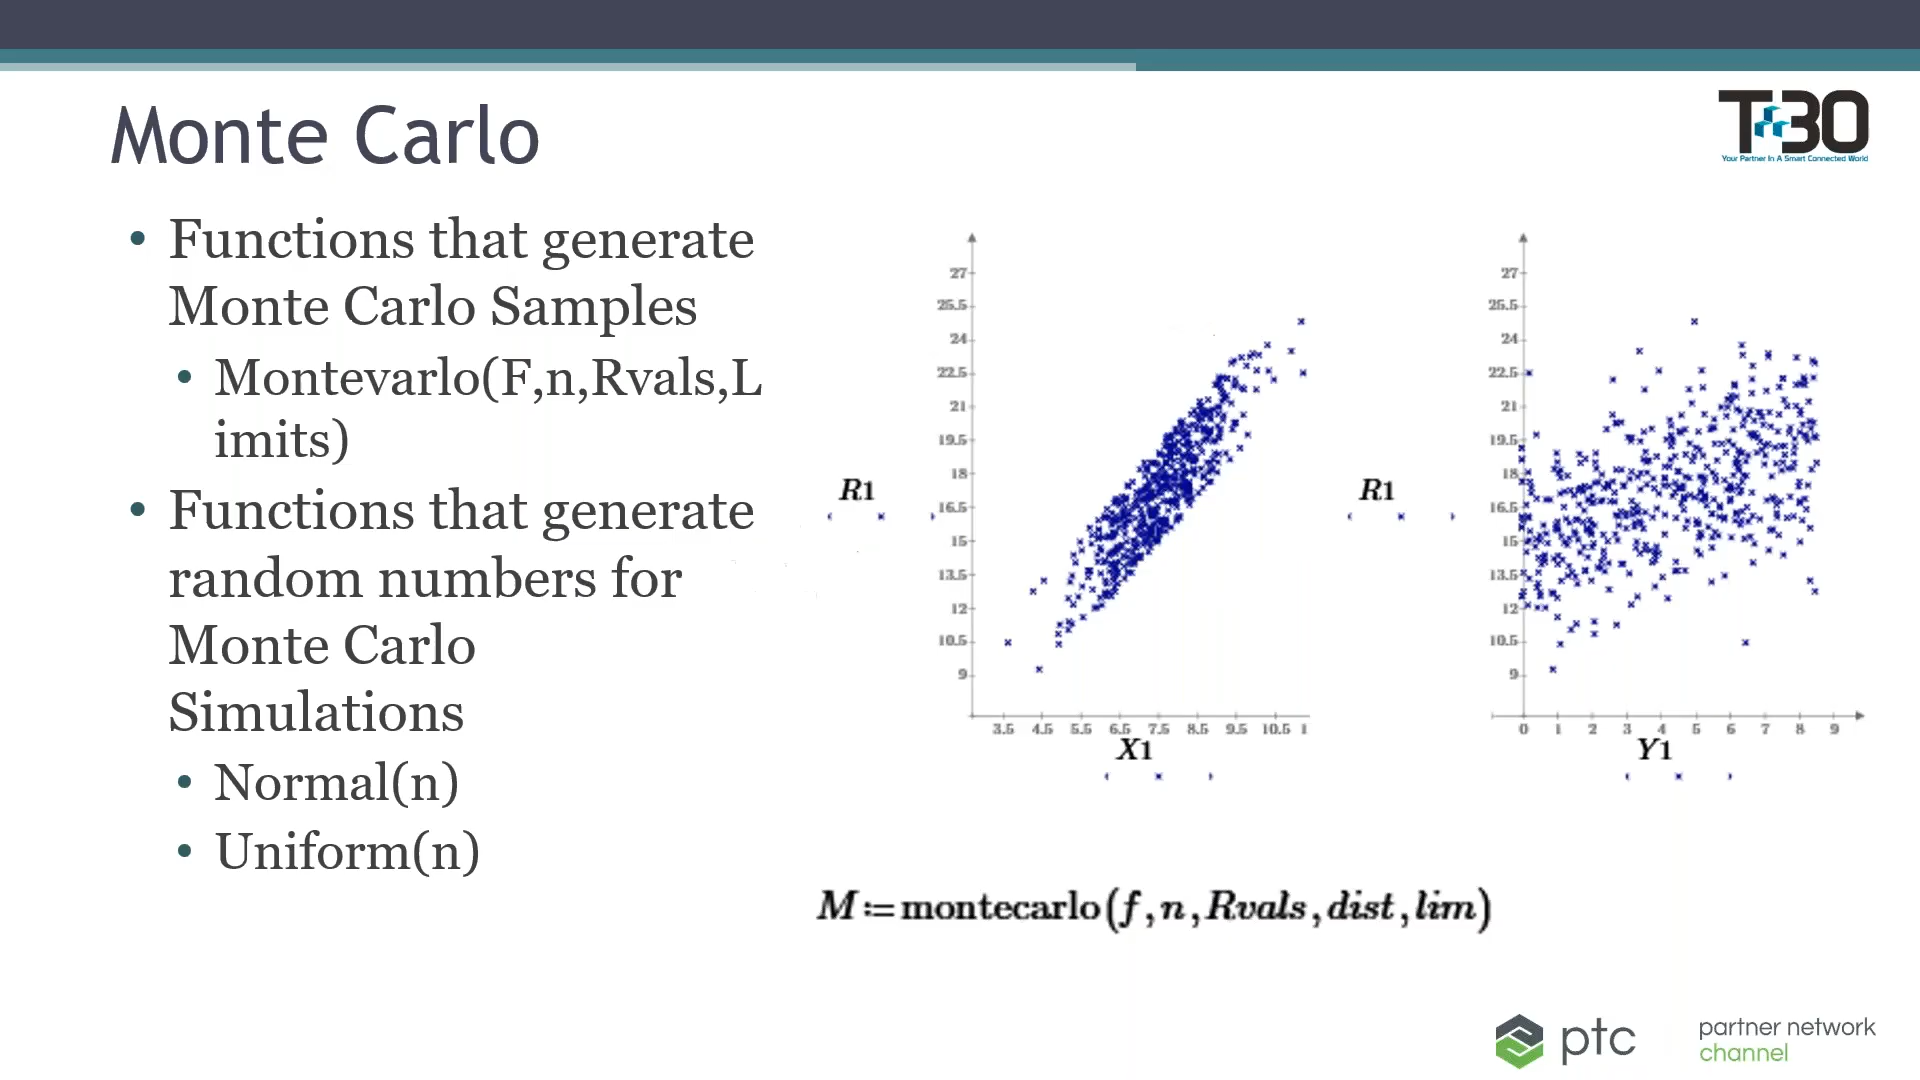 Monte Carlo
T30
Your Partner In A Smart Connected World
• Functions that generate
Monte Carlo Samples
• Montevarlo(F,n,Rvals,L
imits)
• Functions that generate
random numbers for
Monte Carlo
Simulations
• Normal(n)
• Uniform(n)
27
25.5
24
22.5
21
19.5
18
16.5
15
13.5
12
10.5
9
R1
3.5 4.5 5.5 6.5 7.5 8.5 9.5 10.5 1
X1
27
25.5
24
22.5
21
19.5
18
16.5
15
13.5
12
10.5
9
R1
0 1 2 3 4 5 6 7 8 9
Y1
M:=montecarlo(f,n,Rvals,dist,lim)
ptc
partner network
channel